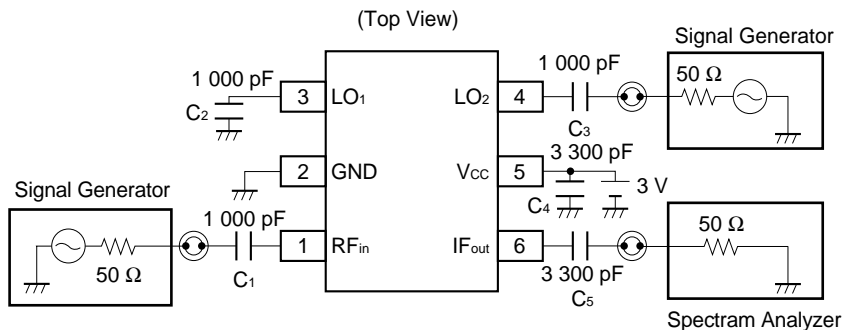 (Top View)
Signal Generator
1 000 pF
1 000 pF
50 Ω
3
LO1
LO2
4
C2
C3
3 300 pF
2
GND
VCC
5
3 V
C4
Signal Generator
1 000 pF
50 Ω
1
RFin
IFout
6
50 Ω
C1
3 300 pF
C5
Spectram Analyzer